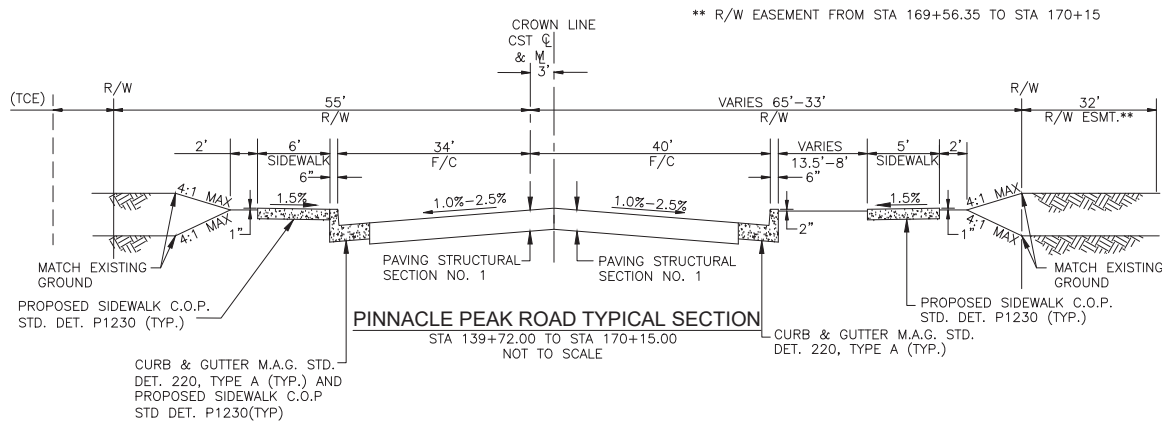 ** R/W EASEMENT FROM STA 169+56.35 TO STA 170+15
CROWN LINE
CST ℄
& M̲L̲
3'
(TCE)
R/W
55'
R/W
VARIES 65'-33'
R/W
R/W
32'
R/W ESMT.**
2'
6'
SIDEWALK
6"
34'
F/C
40'
F/C
6"
VARIES
13.5'-8'
5'
SIDEWALK
2'
4:1 MAX
4:1 MAX
1"
1.5%
1.0%-2.5%
1.0%-2.5%
2"
1.5%
1"
4:1 MAX
4:1 MAX
MATCH EXISTING
GROUND
PROPOSED SIDEWALK C.O.P.
STD. DET. P1230 (TYP.)
PAVING STRUCTURAL
SECTION NO. 1
PAVING STRUCTURAL
SECTION NO. 1
MATCH EXISTING
GROUND
PROPOSED SIDEWALK C.O.P.
STD. DET. P1230 (TYP.)
PINNACLE PEAK ROAD TYPICAL SECTION
STA 139+72.00 TO STA 170+15.00
NOT TO SCALE
CURB & GUTTER M.A.G. STD.
DET. 220, TYPE A (TYP.)
CURB & GUTTER M.A.G. STD.
DET. 220, TYPE A (TYP.) AND
PROPOSED SIDEWALK C.O.P
STD DET. P1230(TYP)